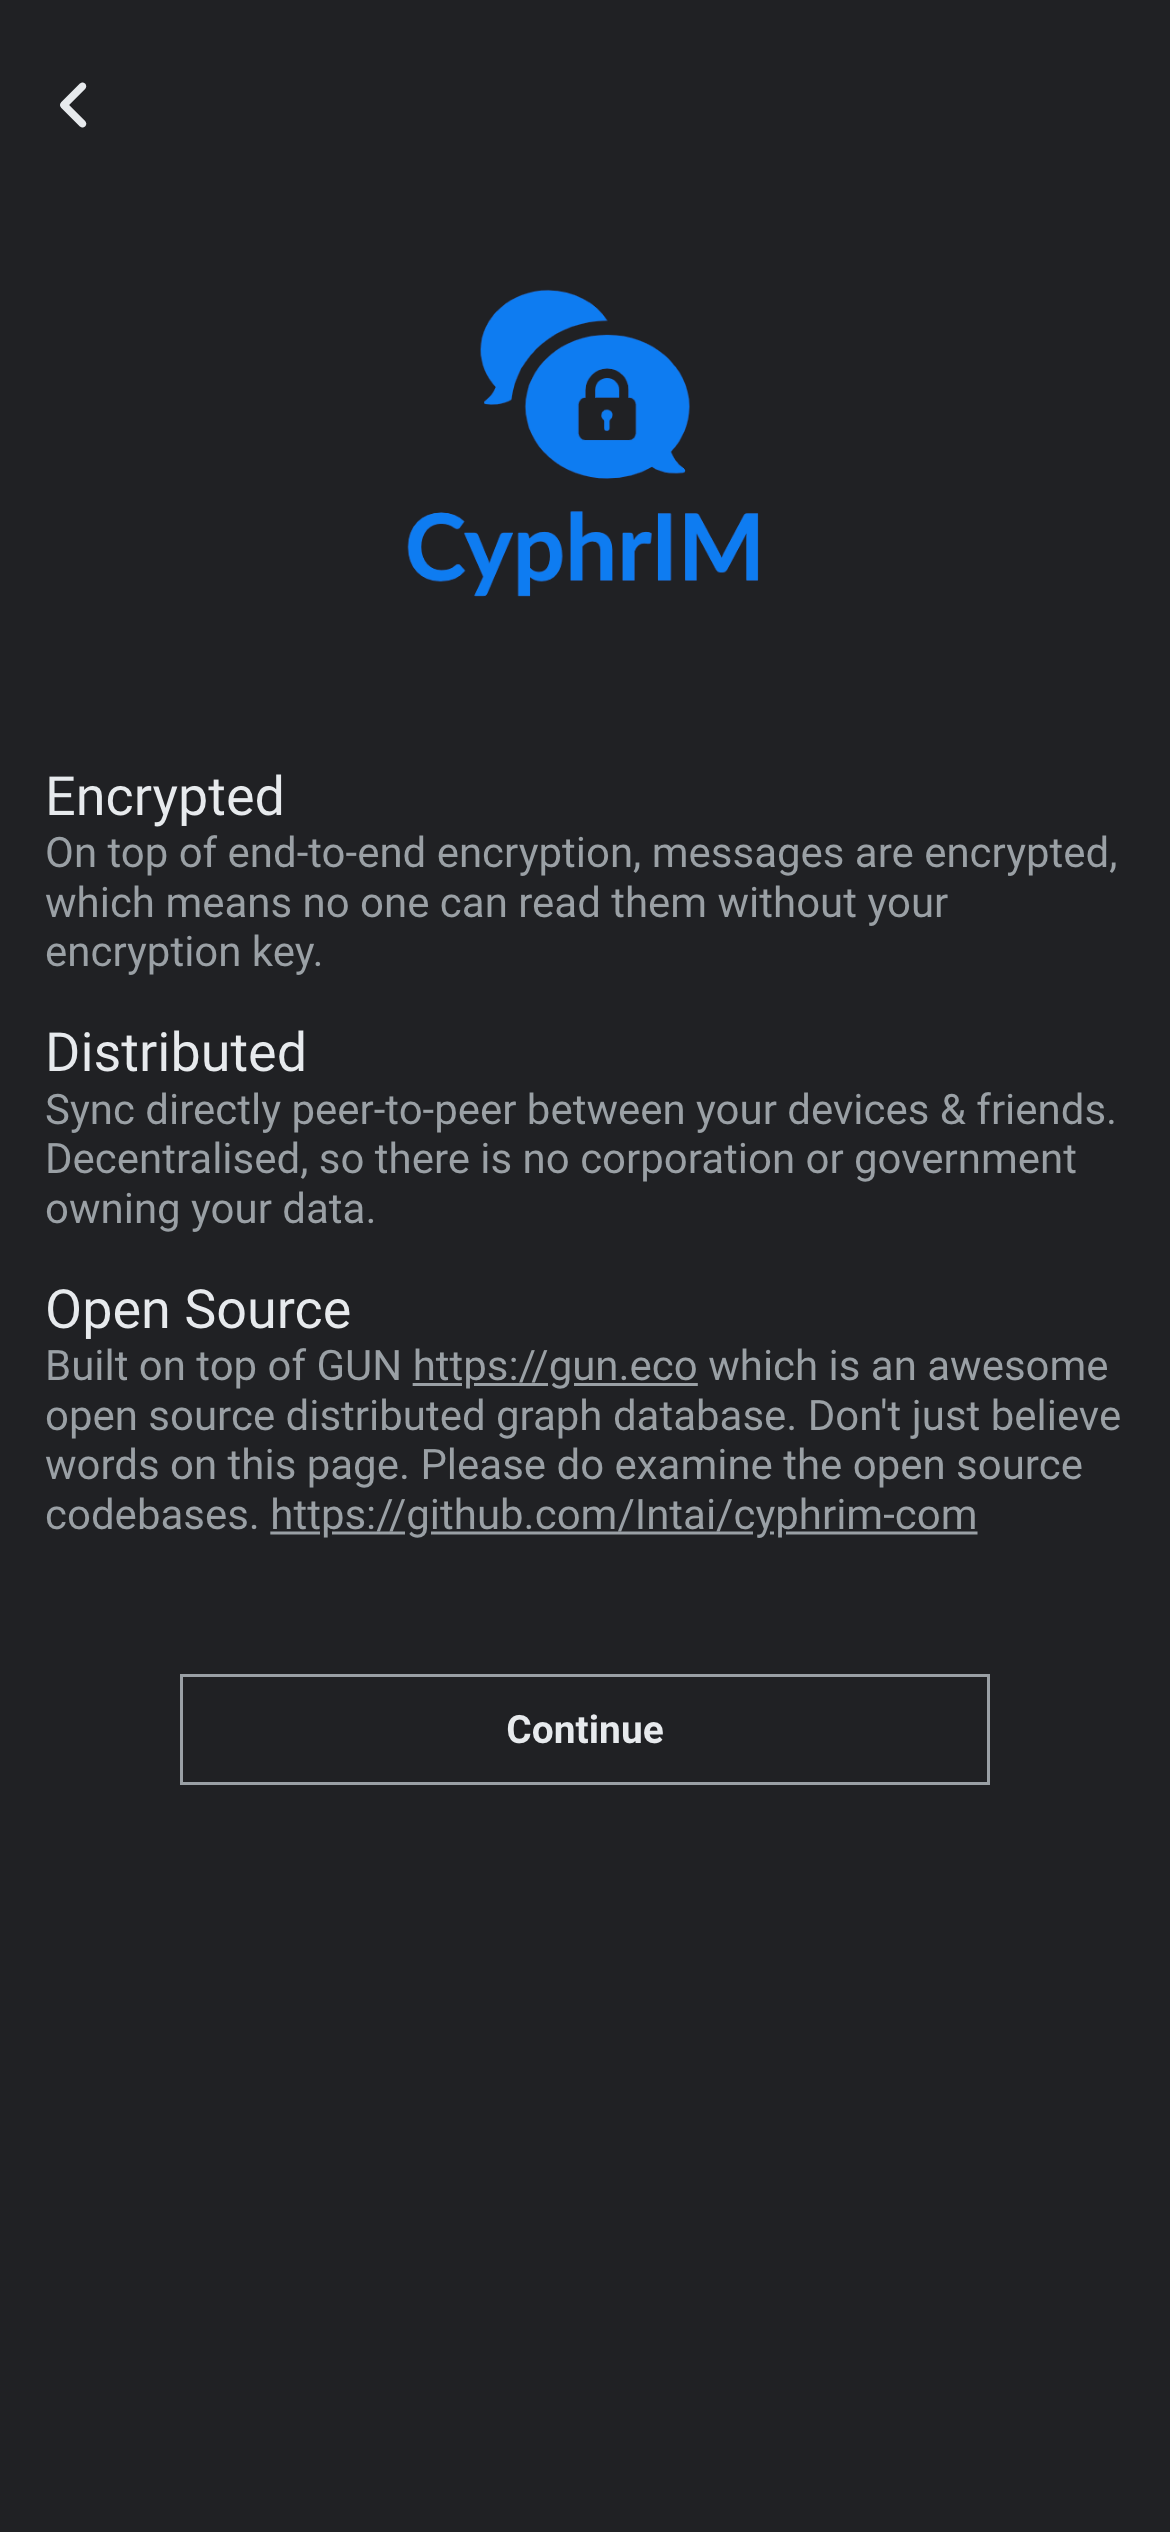 CyphrIM
Encrypted
On top of end-to-end encryption, messages are encrypted,
which means no one can read them without your
encryption key.
Distributed
Sync directly peer-to-peer between your devices & friends.
Decentralised, so there is no corporation or government
owning your data.
Open Source
Built on top of GUN https://gun.eco which is an awesome
open source distributed graph database. Don't just believe
words on this page. Please do examine the open source
codebases. https://github.com/Intai/cyphrim-com
Continue